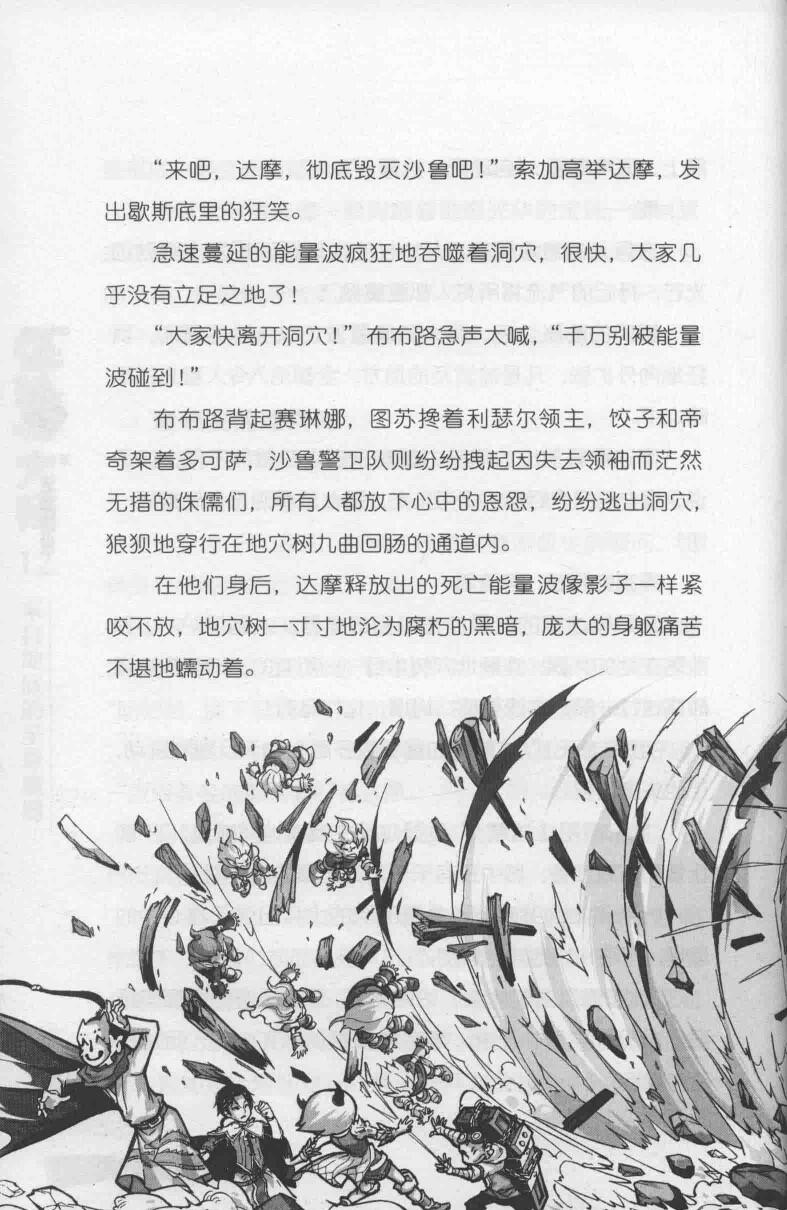 “来吧，达摩，彻底毁灭沙鲁吧！”索加高举达摩，发
出歇斯底里的狂笑。
急速蔓延的能量波疯狂地吞噬着洞穴，很快，大家几
乎没有立足之地了！
“大家快离开洞穴！”布布路急声大喊，“千万别被能量
波碰到！”
布布路背起赛琳娜，图苏搀着利瑟尔领主，饺子和帝
奇架着多可萨，沙鲁警卫队则纷纷拽起因失去领袖而茫然
无措的侏儒们，所有人都放下心中的恩怨，纷纷逃出洞穴，
狼狈地穿行在地穴树九曲回肠的通道内。
在他们身后，达摩释放出的死亡能量波像影子一样紧
咬不放，地穴树一寸寸地沦为腐朽的黑暗，庞大的身躯痛苦
不堪地蠕动着。